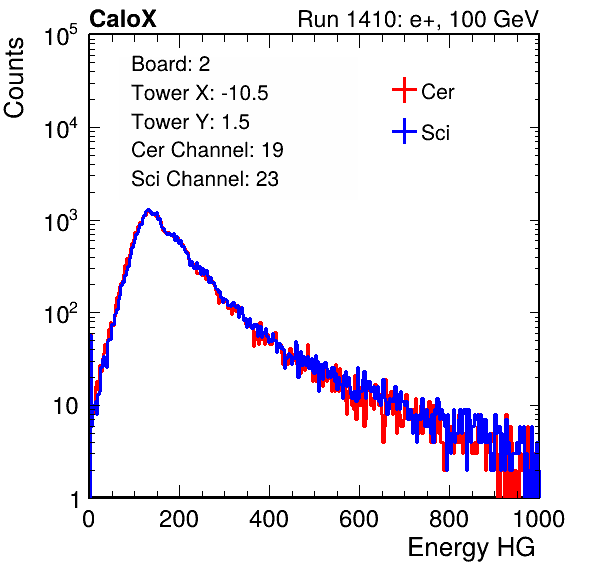 CaloX Run 1410: e+, 100 GeV
Counts
Board: 2
Tower X: -10.5
Tower Y: 1.5
Cer Channel: 19
Sci Channel: 23
Cer
Sci
10^5
10^4
10^3
10^2
10
1
0 200 400 600 800 1000
Energy HG